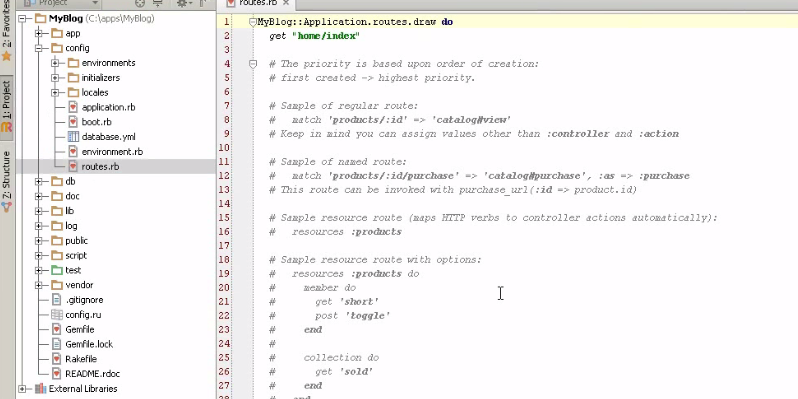 Project
routes.rb
2: Favorites
1: Project
Z: Structure
MyBlog (C:\apps\MyBlog)
app
config
environments
initializers
locales
application.rb
boot.rb
database.yml
environment.rb
routes.rb
db
doc
lib
log
public
script
test
vendor
.gitignore
config.ru
Gemfile
Gemfile.lock
Rakefile
README.rdoc
External Libraries
1 MyBlog::Application.routes.draw do
2 get "home/index"
3
4 # The priority is based upon order of creation:
5 # first created -> highest priority.
6
7 # Sample of regular route:
8 #   match 'products/:id' => 'catalog#view'
9 # Keep in mind you can assign values other than :controller and :action
10
11 # Sample of named route:
12 #   match 'products/:id/purchase' => 'catalog#purchase', :as => :purchase
13 # This route can be invoked with purchase_url(:id => product.id)
14
15 # Sample resource route (maps HTTP verbs to controller actions automatically):
16 #   resources :products
17
18 # Sample resource route with options:
19 #   resources :products do
20 #     member do
21 #       get 'short'
22 #       post 'toggle'
23 #     end
24 #
25 #     collection do
26 #       get 'sold'
27 #     end
28 #   end